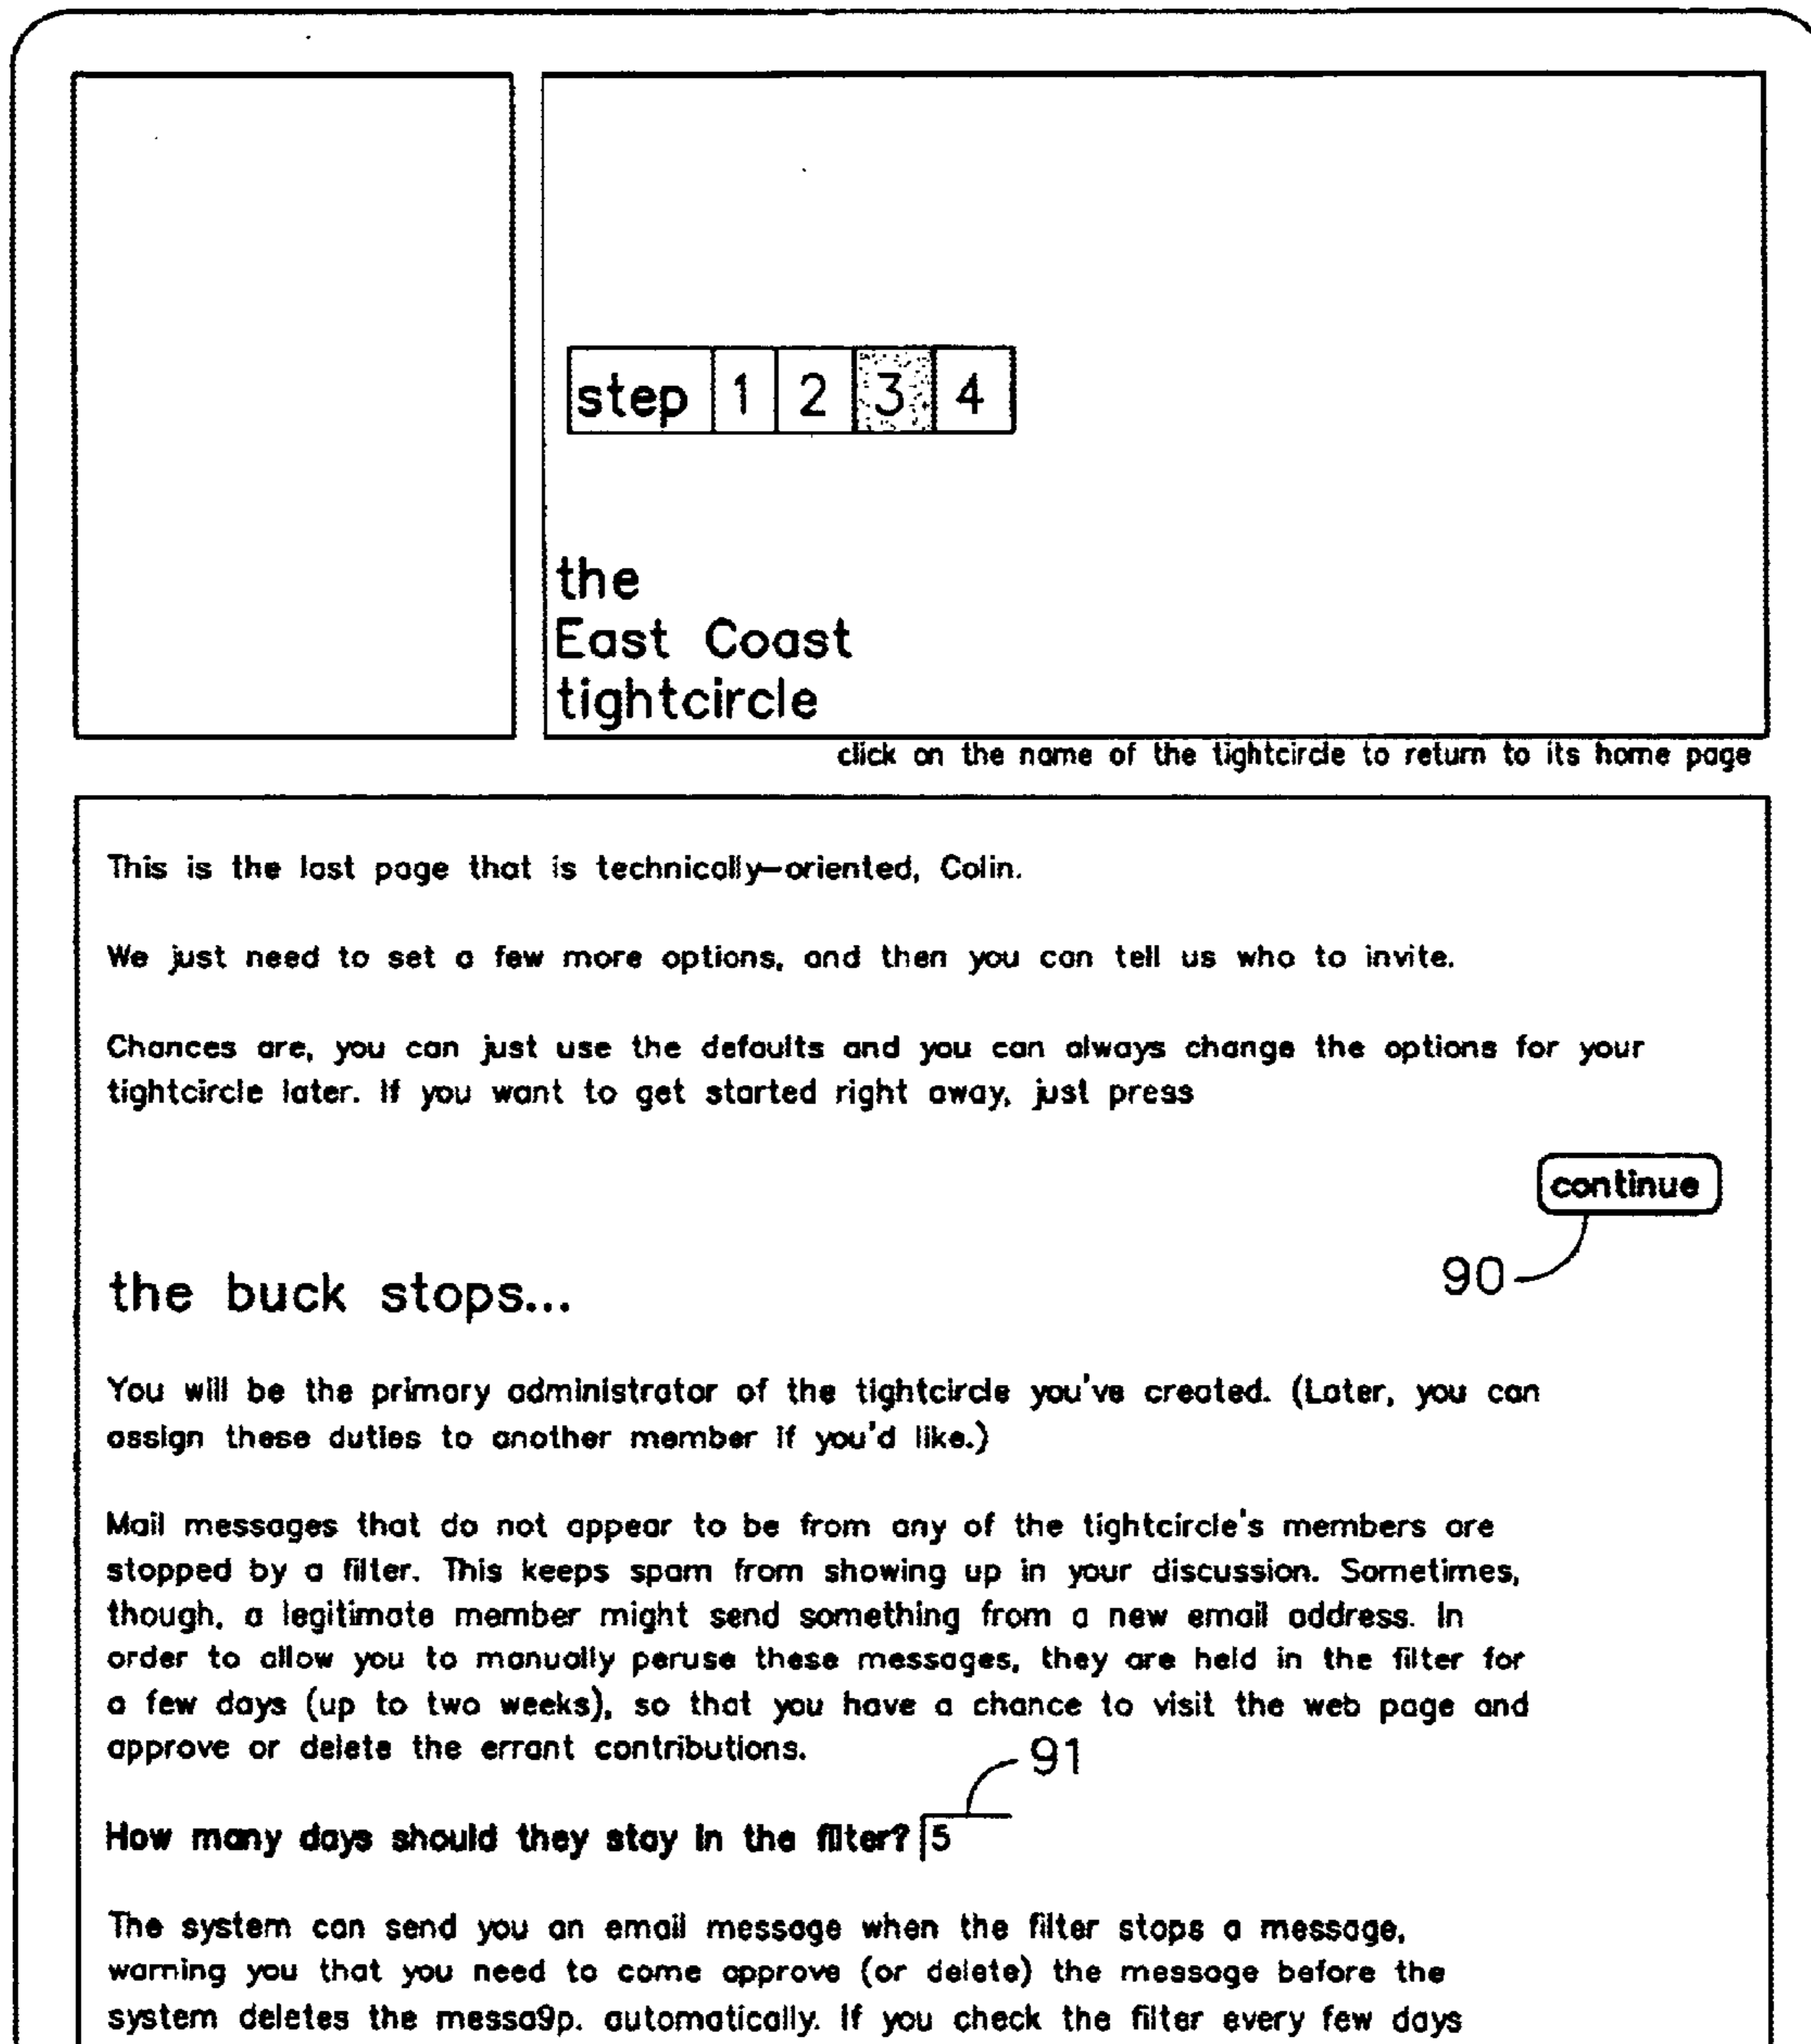 step 1 2 3 4
the
East Coast
tightcircle
click on the name of the tightcircle to return to its home page
This is the last page that is technically-oriented, Colin.
We just need to set a few more options, and then you can tell us who to invite.
Chances are, you can just use the defaults and you can always change the options for your
tightcircle later. If you want to get started right away, just press
continue
90
the buck stops...
You will be the primary administrator of the tightcircle you've created. (Later, you can
assign these duties to another member if you'd like.)
Mail messages that do not appear to be from any of the tightcircle's members are
stopped by a filter. This keeps spam from showing up in your discussion. Sometimes,
though, a legitimate member might send something from a new email address. In
order to allow you to manually peruse these messages, they are held in the filter for
a few days (up to two weeks), so that you have a chance to visit the web page and
approve or delete the errant contributions.
91
How many days should they stay in the filter? 5
The system can send you an email message when the filter stops a message,
warning you that you need to come approve (or delete) the message before the
system deletes the messa9p. automatically. If you check the filter every few days